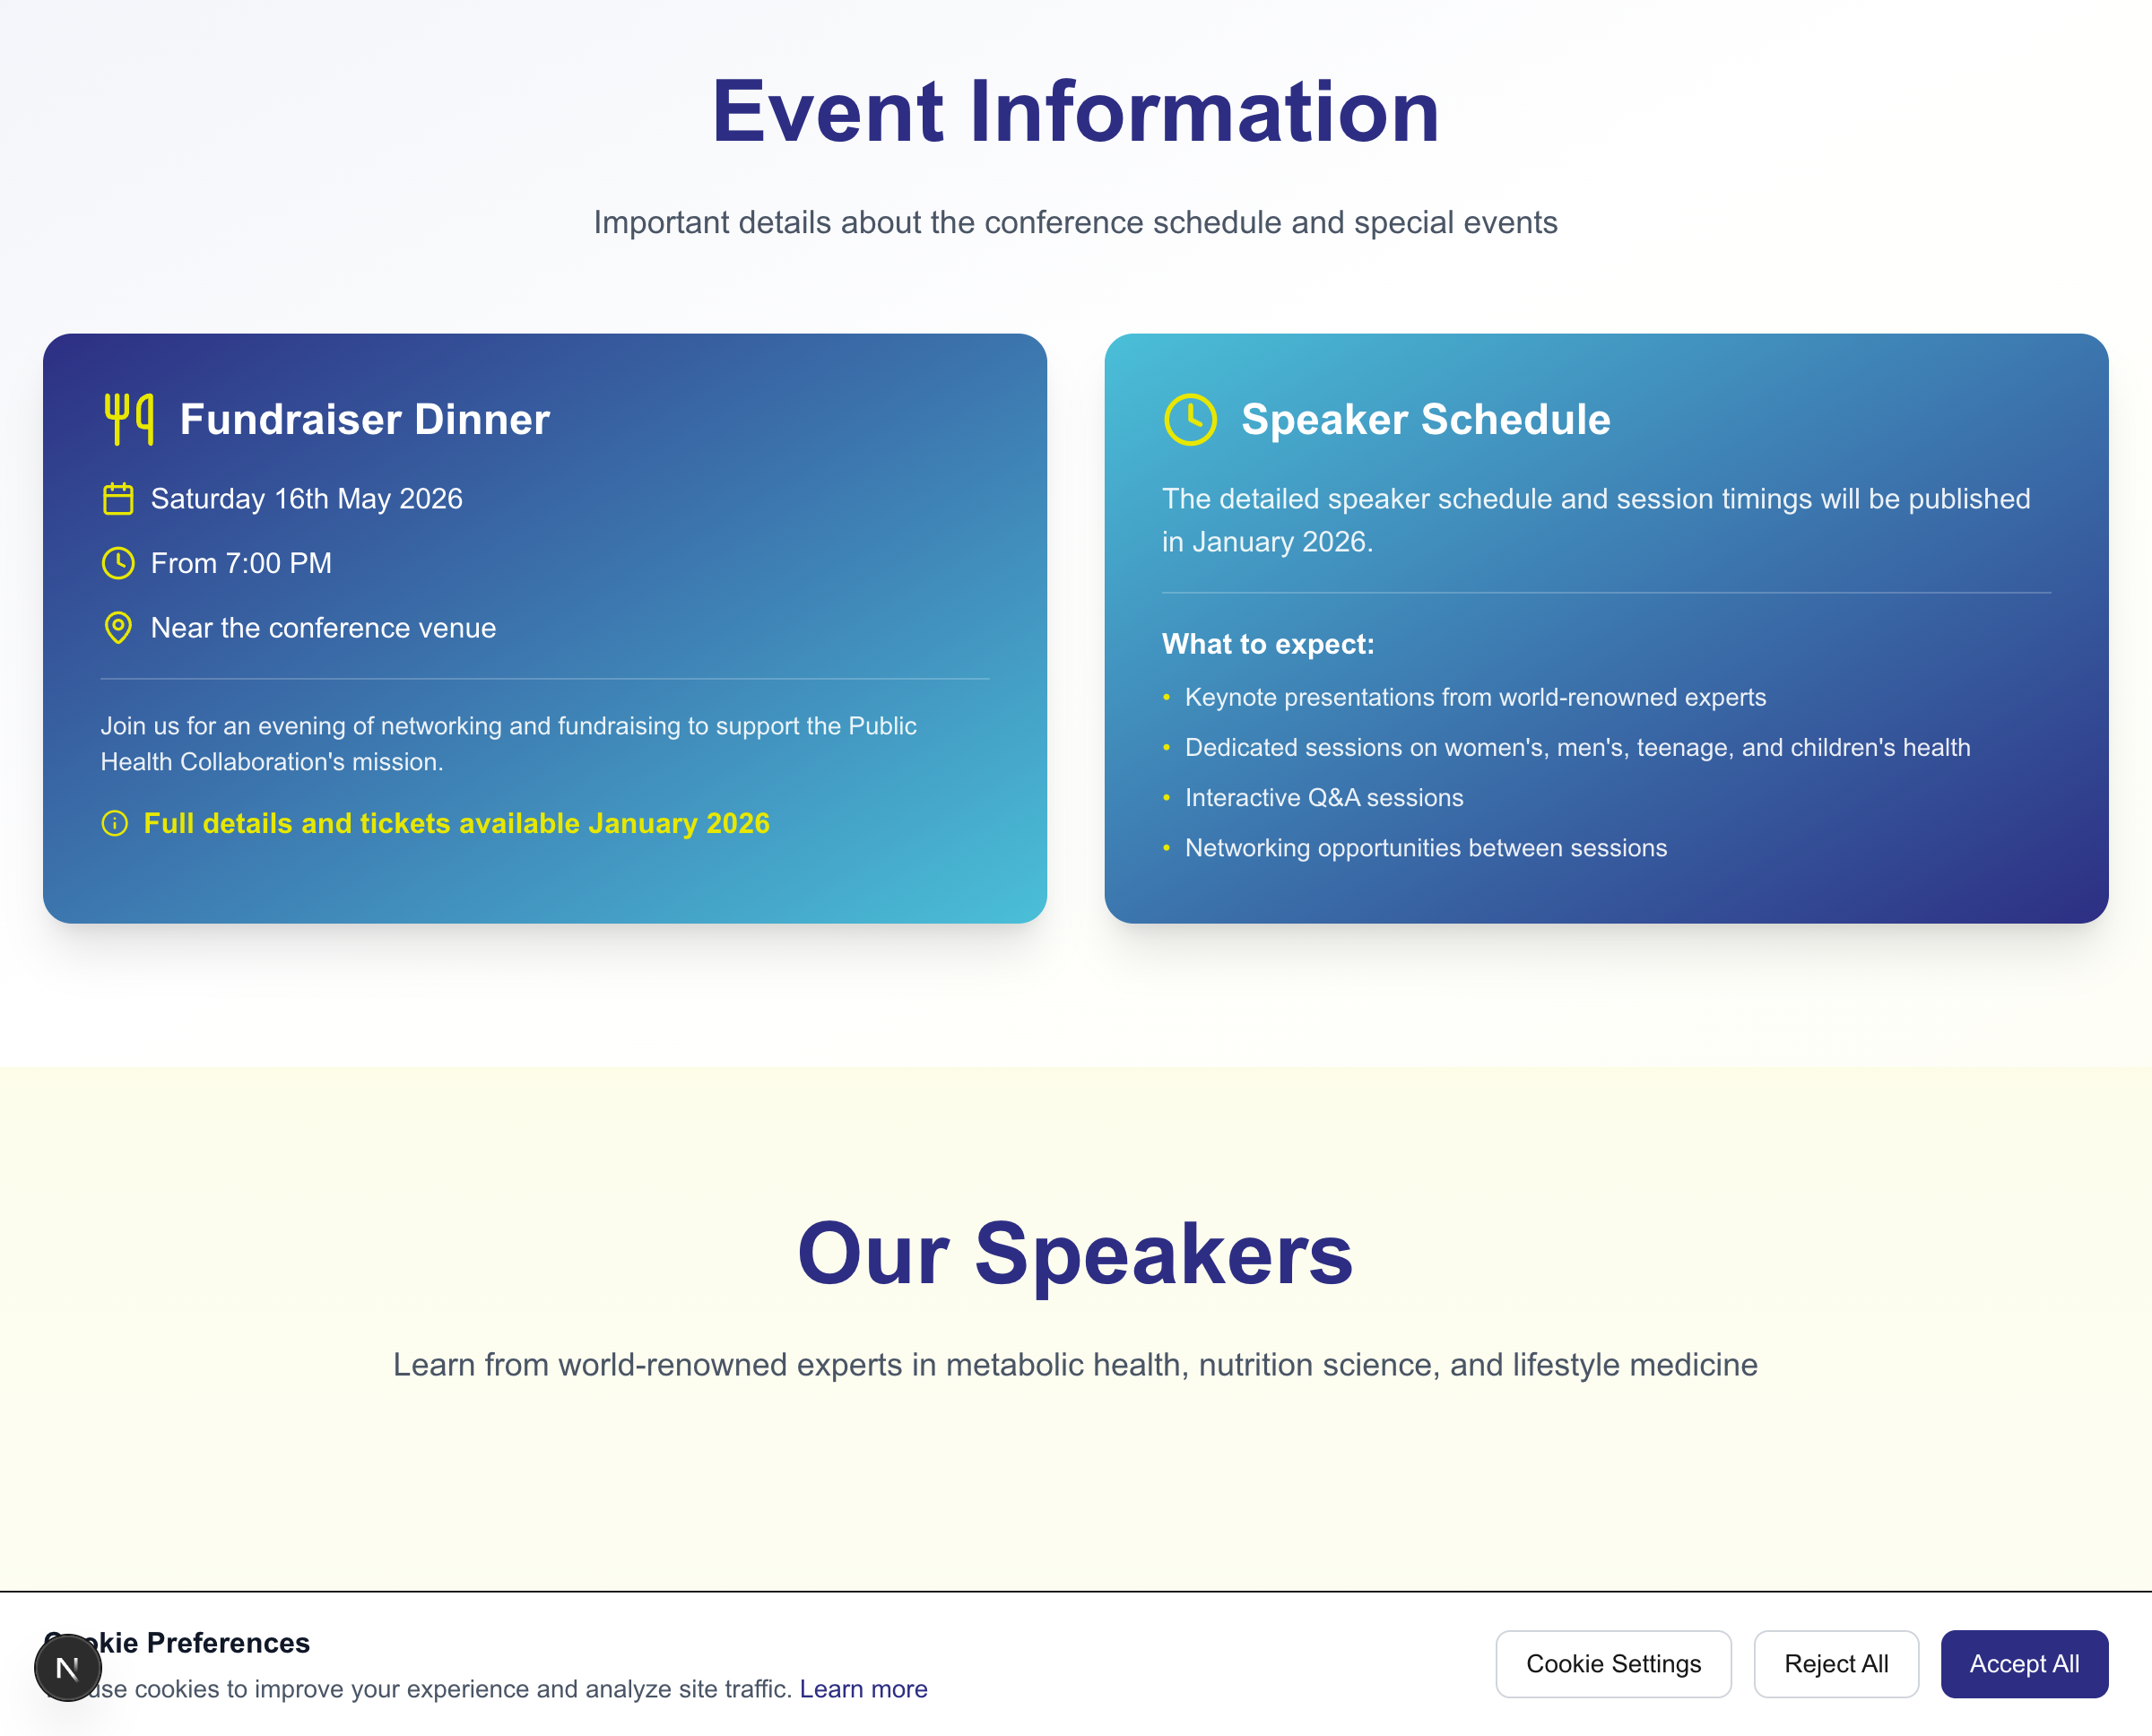 Event Information
Important details about the conference schedule and special events
Fundraiser Dinner
Saturday 16th May 2026
From 7:00 PM
Near the conference venue
Join us for an evening of networking and fundraising to support the Public
Health Collaboration's mission.
Full details and tickets available January 2026
Speaker Schedule
The detailed speaker schedule and session timings will be published
in January 2026.
What to expect:
• Keynote presentations from world-renowned experts
• Dedicated sessions on women's, men's, teenage, and children's health
• Interactive Q&A sessions
• Networking opportunities between sessions
Our Speakers
Learn from world-renowned experts in metabolic health, nutrition science, and lifestyle medicine
Cookie Preferences
use cookies to improve your experience and analyze site traffic. Learn more
N
Cookie Settings
Reject All
Accept All